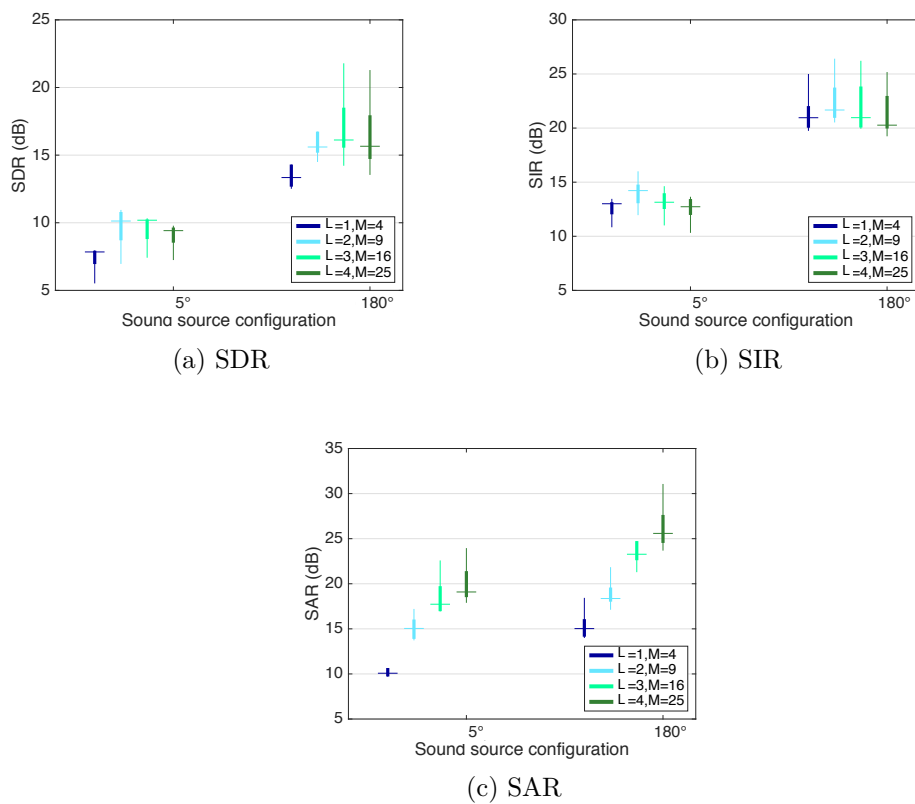 25
20
15
10
5
SDR (dB)
L=1,M=4
L=2,M=9
L=3,M=16
L=4,M=25
5° 180°
Sound source configuration
(a) SDR
30
25
20
15
10
5
SIR (dB)
L=1,M=4
L=2,M=9
L=3,M=16
L=4,M=25
5° 180°
Sound source configuration
(b) SIR
35
30
25
20
15
10
5
SAR (dB)
L=1,M=4
L=2,M=9
L=3,M=16
L=4,M=25
5° 180°
Sound source configuration
(c) SAR